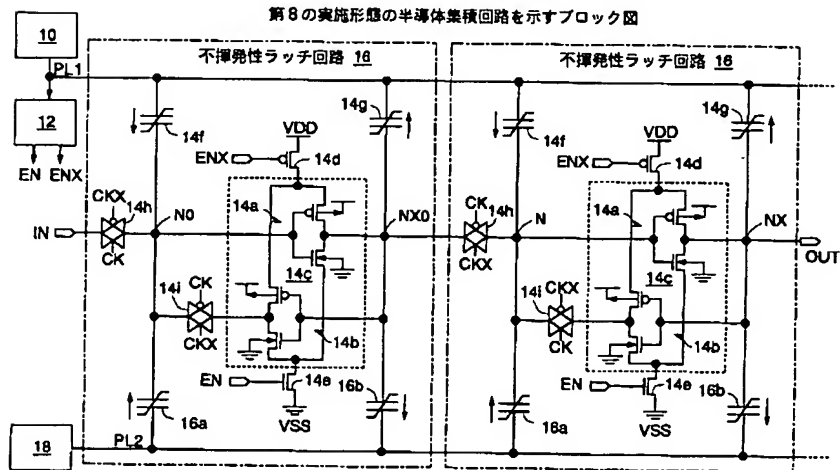 第8の実施形態の半導体集積回路を示すブロック図
10
PL1
12
EN ENX
不揮発性ラッチ回路 16
14f
14g
VDD
ENX
14d
14a
CKX
14h
IN
CK
N0
NX0
14c
CK
14i
CKX
14b
EN
14e
VSS
16a
16b
18
PL2
不揮発性ラッチ回路 16
14f
14g
VDD
ENX
14d
14a
CK
14h
CKX
N
NX
OUT
14c
CKX
14i
CK
14b
EN
14e
VSS
16a
16b